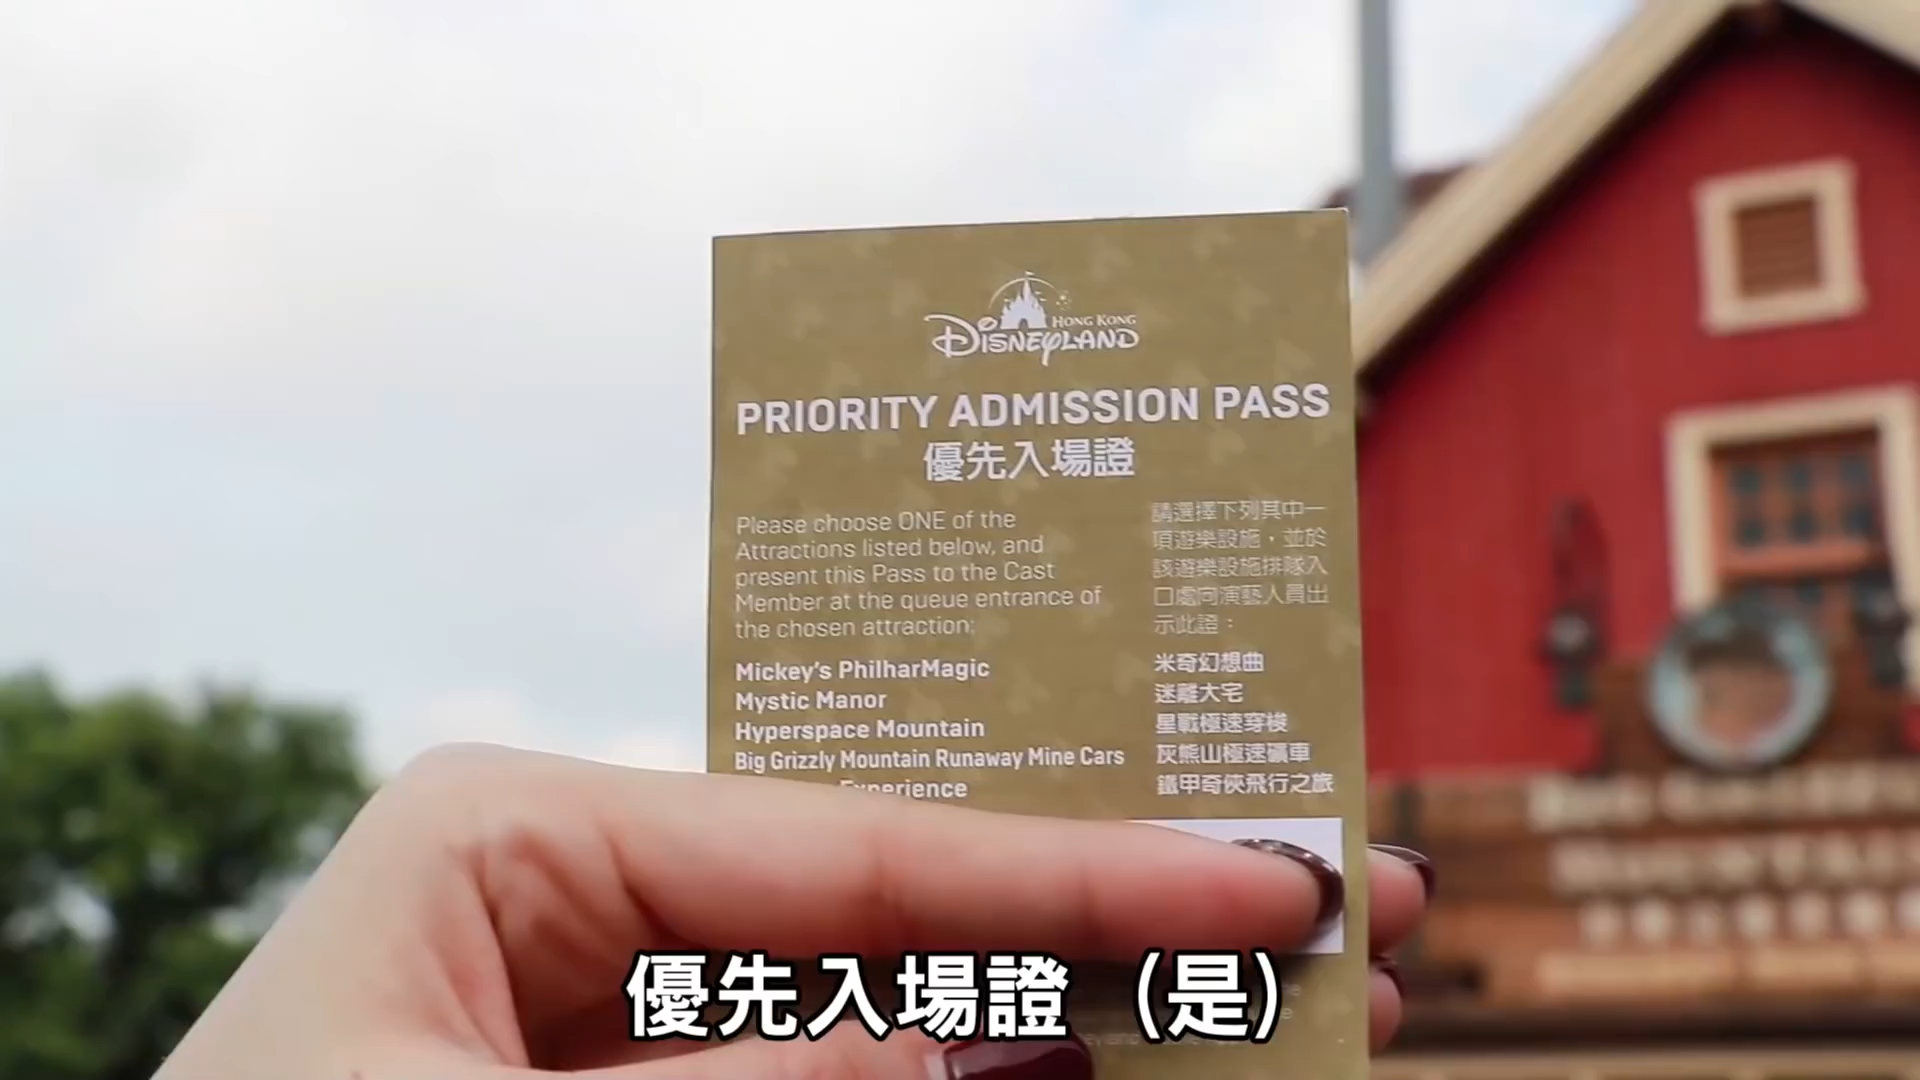 HONG KONG
DISNEYLAND
PRIORITY ADMISSION PASS
優先入場證
Please choose ONE of the
Attractions listed below, and
present this Pass to the Cast
Member at the queue entrance of
the chosen attraction:
請選擇下列其中一
項遊樂設施，並於
該遊樂設施排隊入
口處向演藝人員出
示此證：
Mickey's PhilharMagic
Mystic Manor
Hyperspace Mountain
Big Grizzly Mountain Runaway Mine Cars
Experience
米奇幻想曲
迷離大宅
星戰極速穿梭
灰熊山極速礦車
鐵甲奇俠飛行之旅
優先入場證（是）